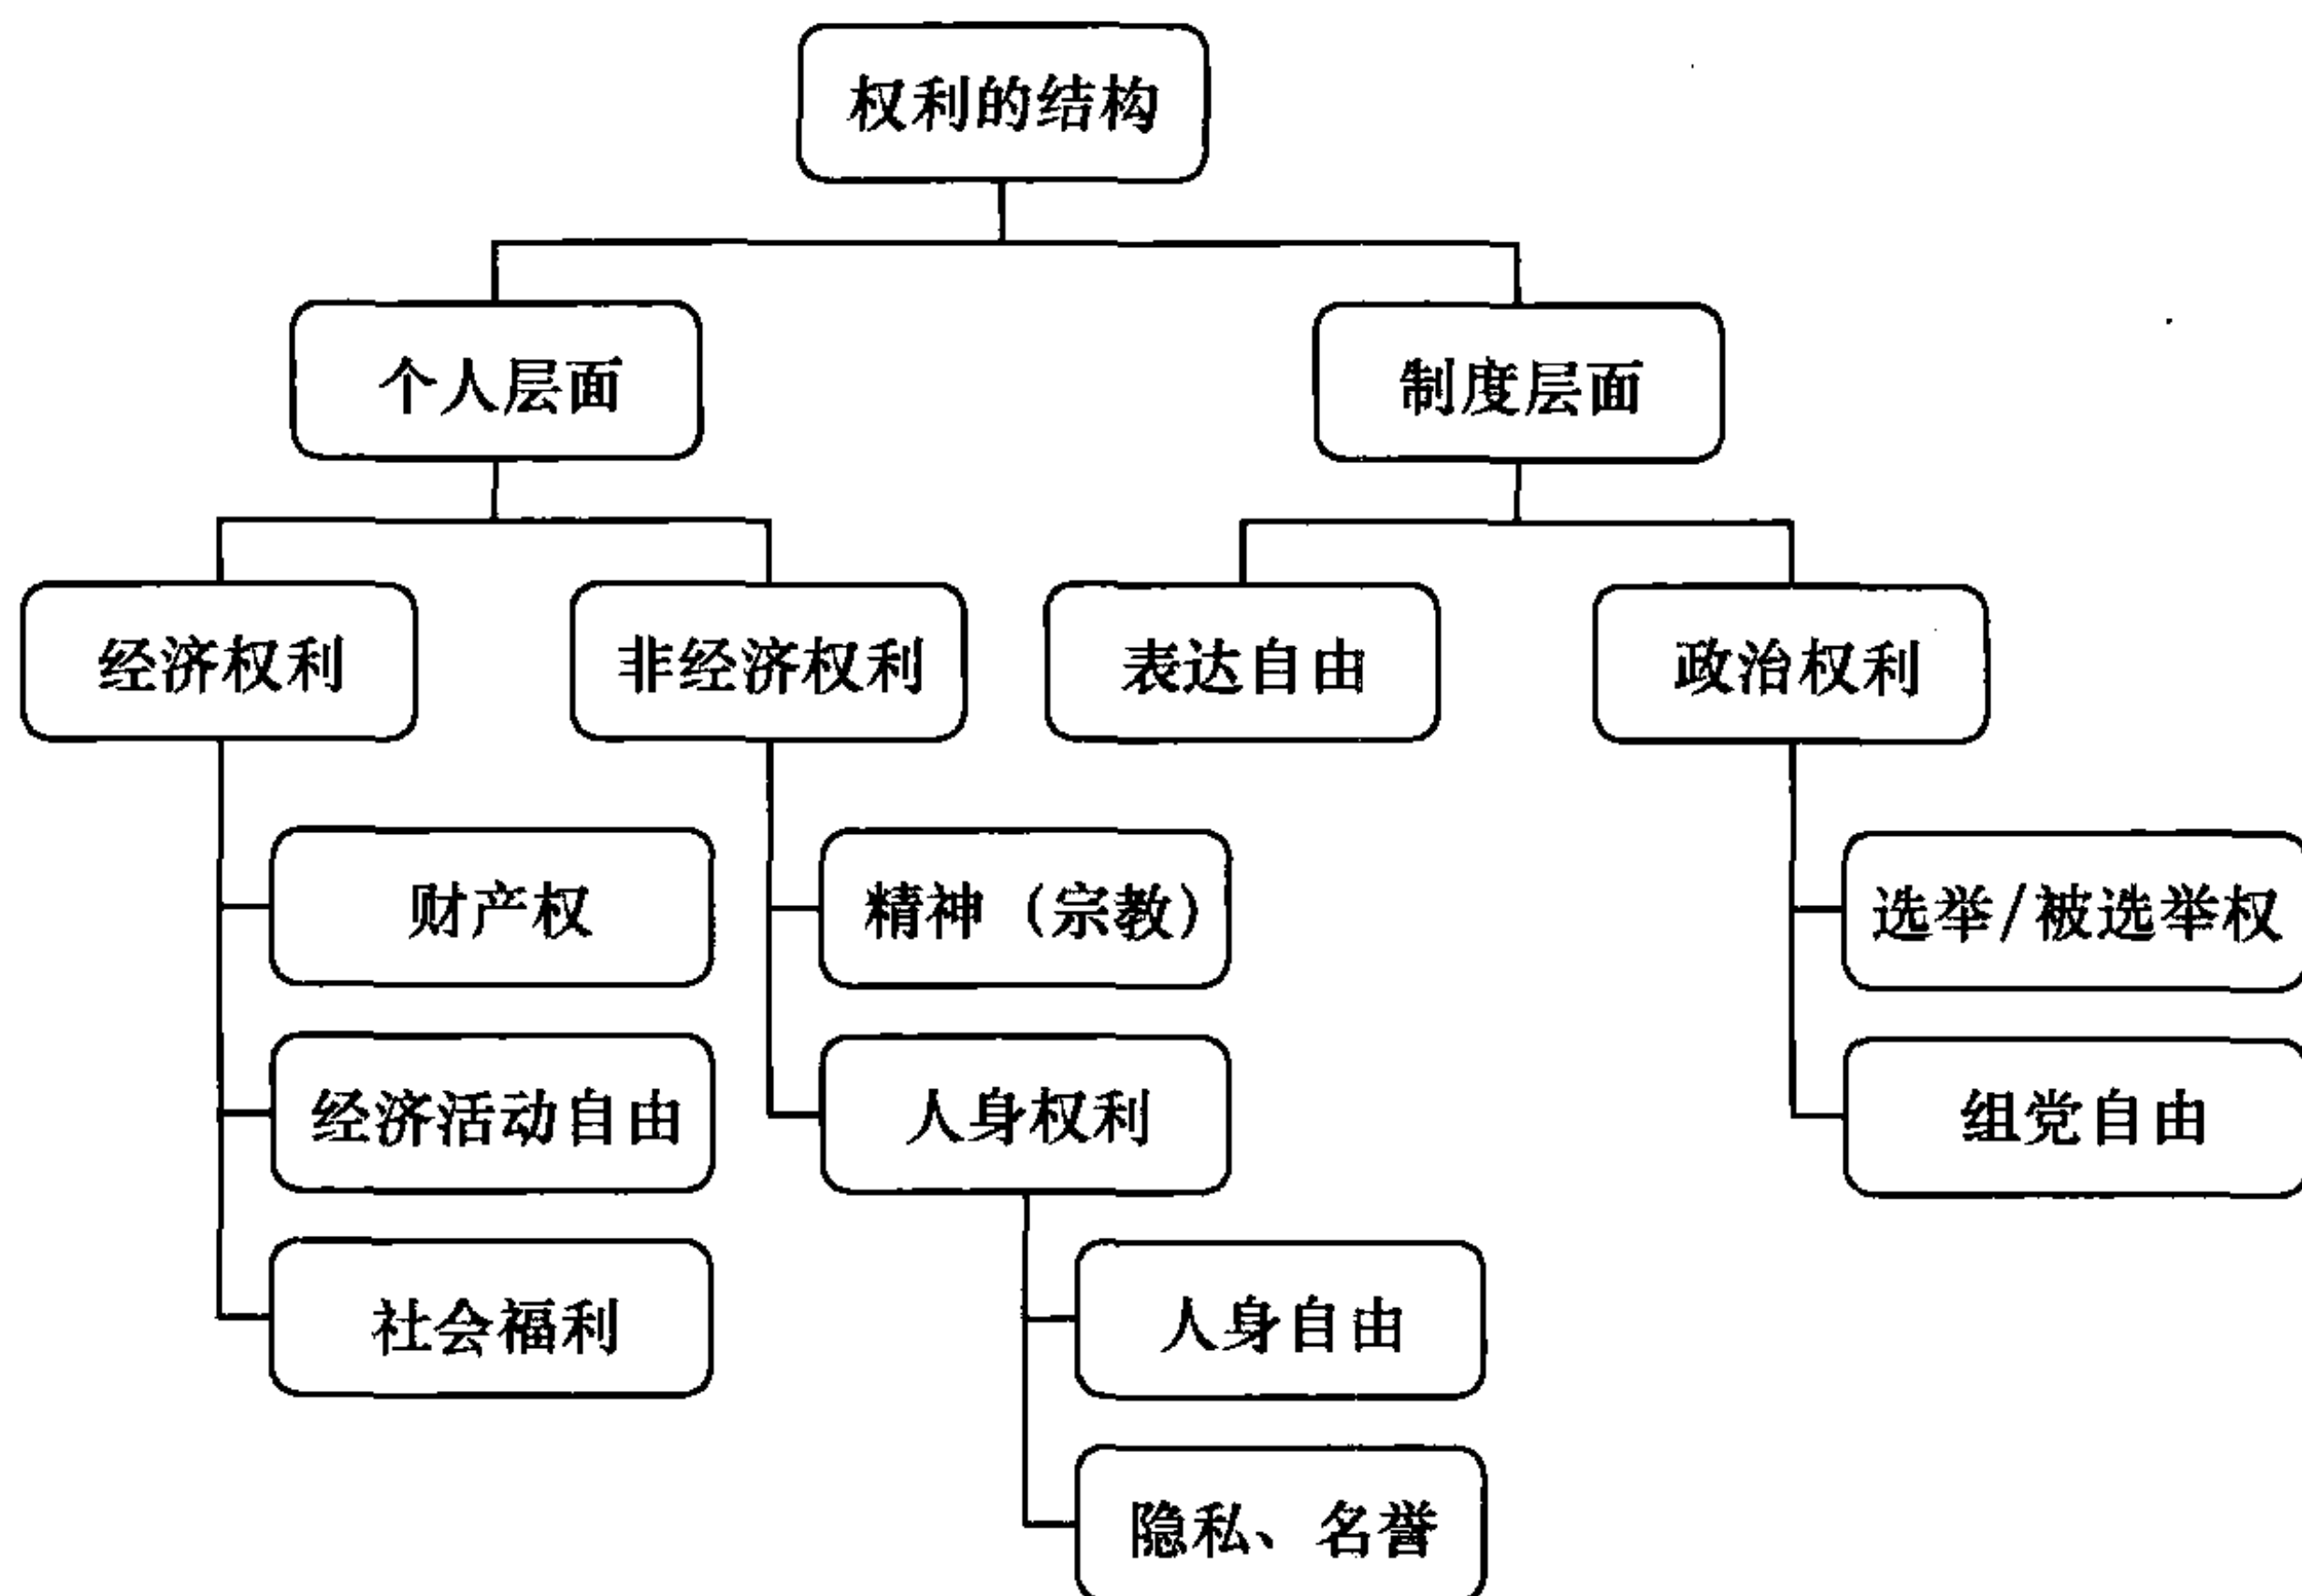 权利的结构
个人层面
制度层面
经济权利
非经济权利
表达自由
政治权利
财产权
精神（宗教）
选举/被选举权
经济活动自由
人身权利
组党自由
社会福利
人身自由
隐私、名誉